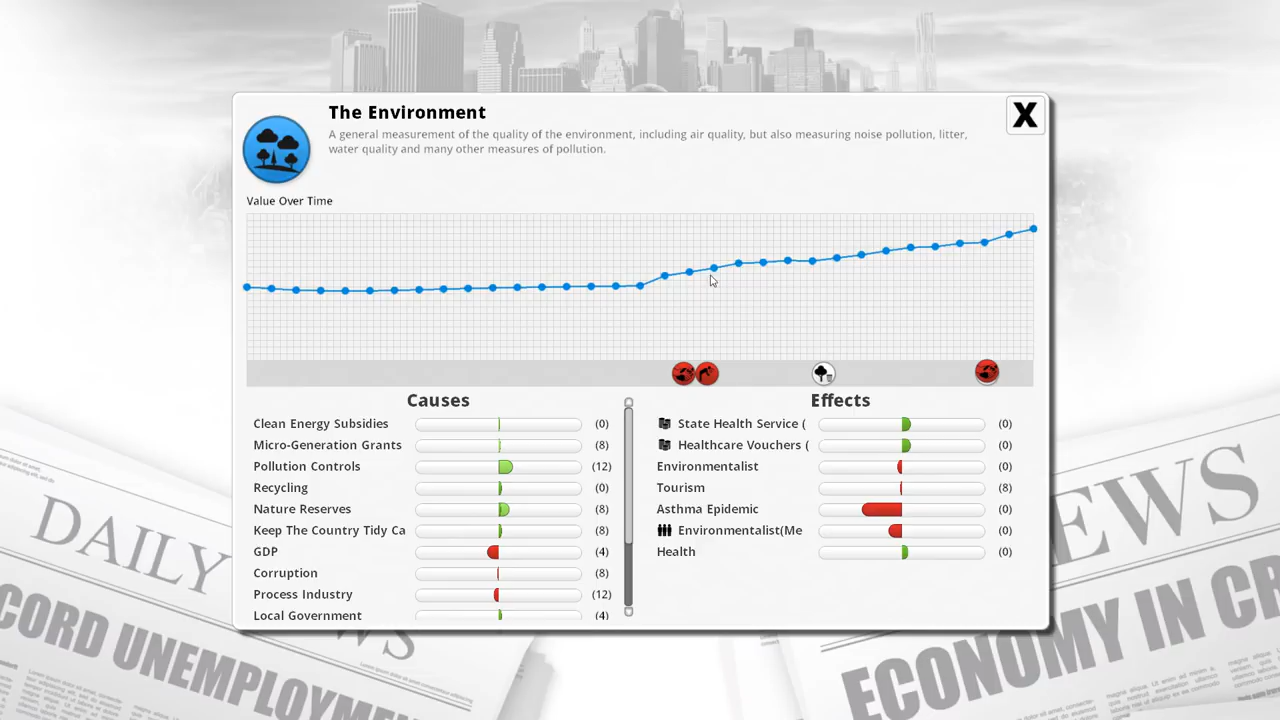 The Environment
X
A general measurement of the quality of the environment, including air quality, but also measuring noise pollution, litter,
water quality and many other measures of pollution.
Value Over Time
Causes
Clean Energy Subsidies (0)
Micro-Generation Grants (8)
Pollution Controls (12)
Recycling (0)
Nature Reserves (8)
Keep The Country Tidy Ca (8)
GDP (4)
Corruption (8)
Process Industry (12)
Local Government (4)
Effects
State Health Service ( (0)
Healthcare Vouchers ( (0)
Environmentalist (0)
Tourism (8)
Asthma Epidemic (0)
Environmentalist(Me (0)
Health (0)
DAILY
WS
CORD UNEMPLOYME
EWS
ECONOMY IN CR